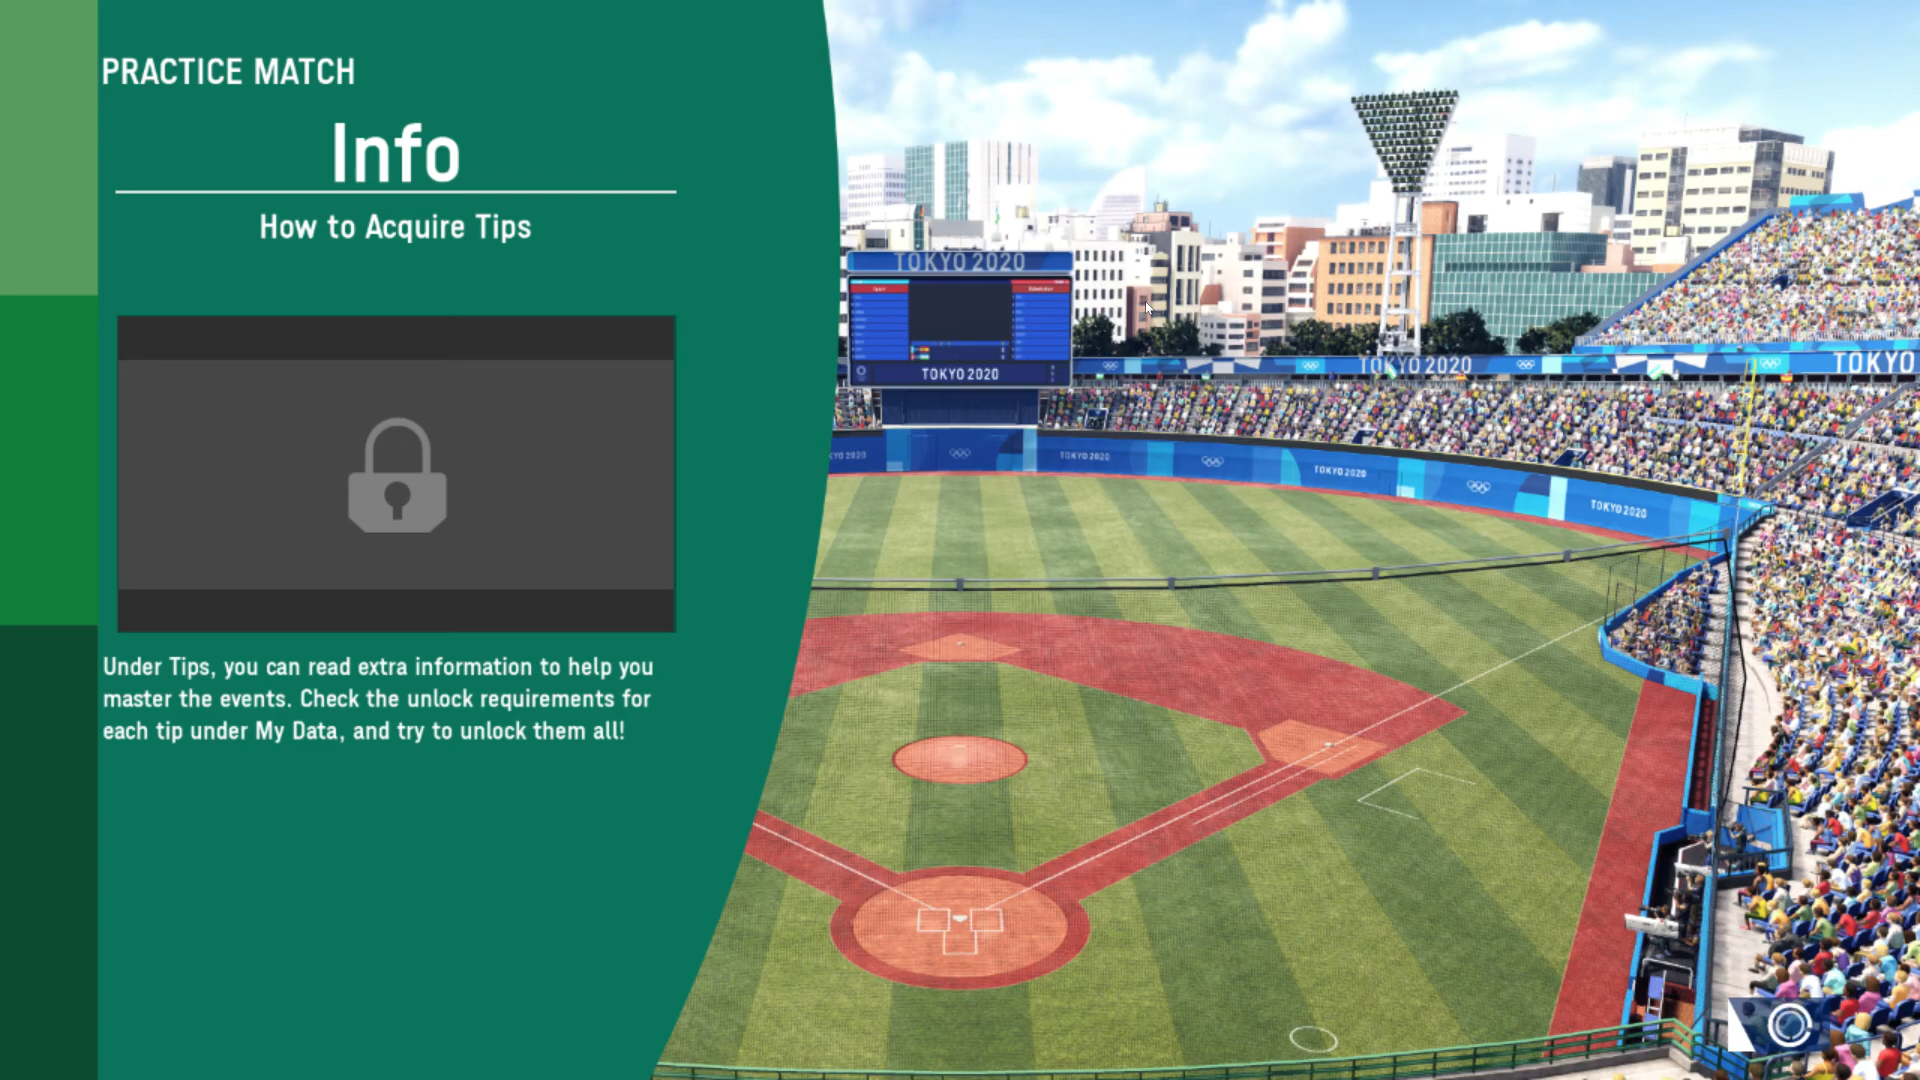 PRACTICE MATCH
Info
How to Acquire Tips
Under Tips, you can read extra information to help you
master the events. Check the unlock requirements for
each tip under My Data, and try to unlock them all!
TOKYO 2020
TOKYO 2020
TOKYO 2020
TOKYO
TOKYO 2020
TOKYO 2020
TOKYO 2020